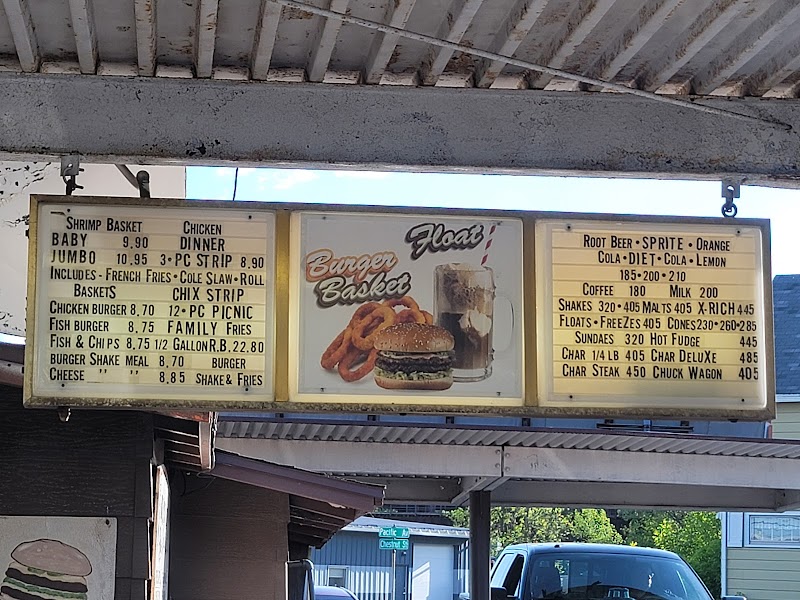 SHRIMP BASKET CHICKEN
BABY 9,90 DINNER
JUMBO 10,95 3·PC STRIP 8,90
INCLUDES·FRENCH FRIES·COLE SLAW·ROLL
BASKETS CHIX STRIP
CHICKEN BURGER 8,70 12·PC PICNIC
FISH BURGER 8,75 FAMILY FRIES
FISH & CHIPS 8,75 1/2 GALLON R.B. 22.80
BURGER SHAKE MEAL 8,70 BURGER
CHEESE " " 8,85 SHAKE & FRIES
Burger Basket
Float
ROOT BEER·SPRITE·ORANGE
COLA·DIET·COLA·LEMON
185·200·210
COFFEE 180 MILK 200
SHAKES 320·405 MALTS 405 X-RICH 445
FLOATS·FREEZES 405 CONES 230·260·285
SUNDAES 320 HOT FUDGE 445
CHAR 1/4 LB 405 CHAR DELUXE 485
CHAR STEAK 450 CHUCK WAGON 405
Pacific Av
Chestnut St